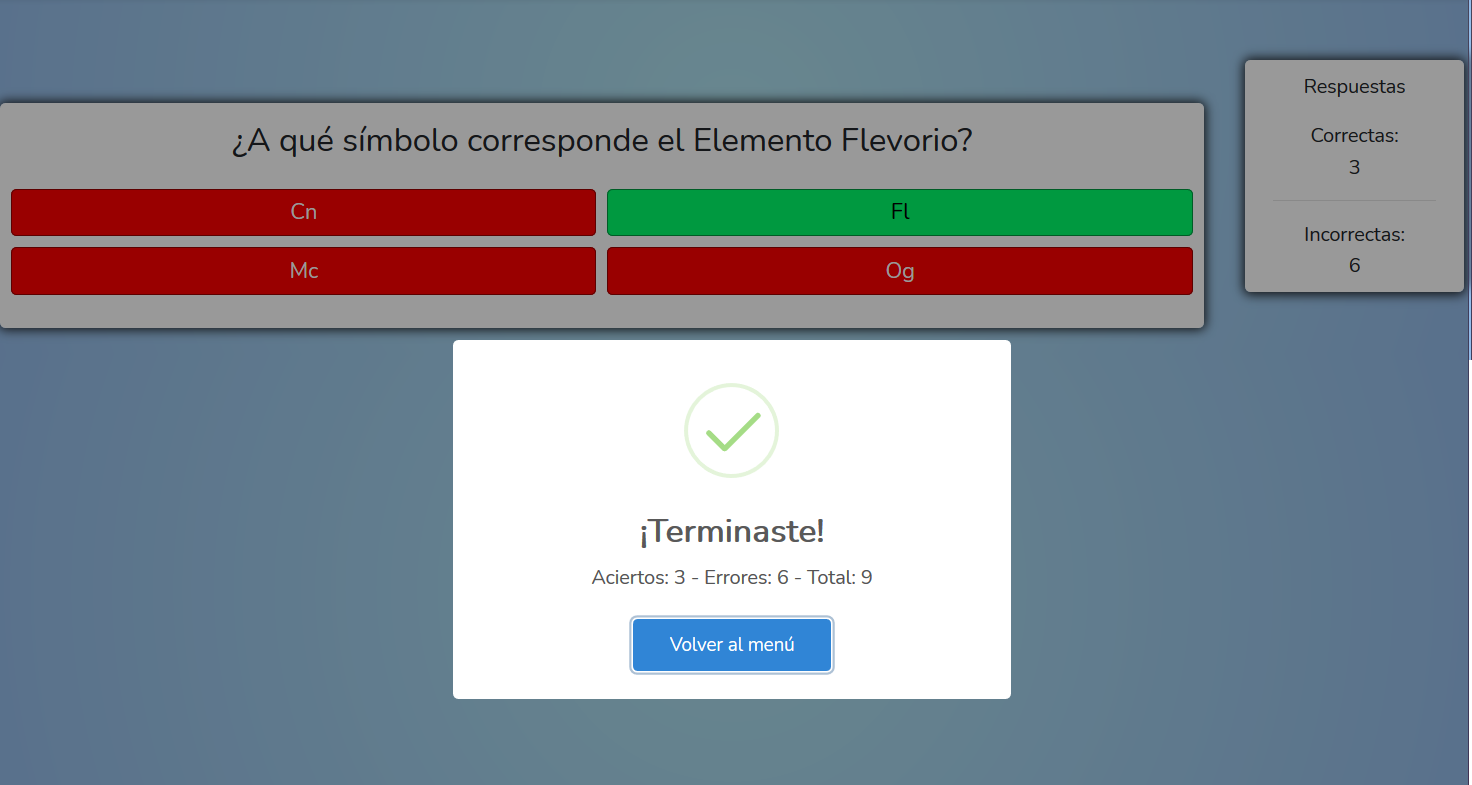 ¿A qué símbolo corresponde el Elemento Flevorio?
Cn
Fl
Mc
Og
Respuestas
Correctas:
3
Incorrectas:
6
¡Terminaste!
Aciertos: 3 - Errores: 6 - Total: 9
Volver al menú